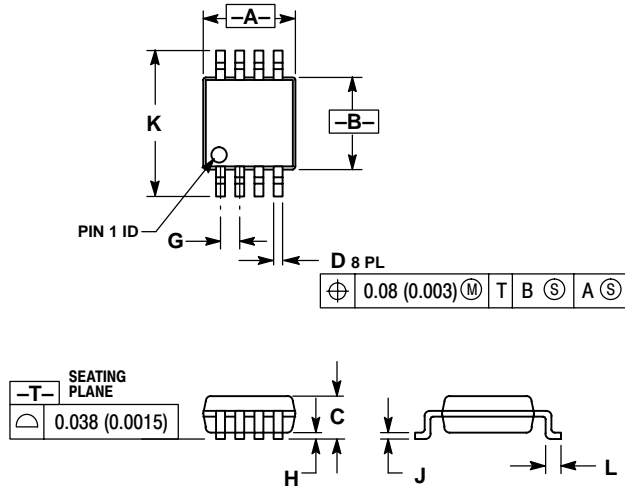 –A–
K
–B–
PIN 1 ID
G
D 8 PL
⌖ 0.08 (0.003) Ⓜ T B Ⓢ A Ⓢ
–T– SEATING
PLANE
⌓ 0.038 (0.0015)
C
H
J
L